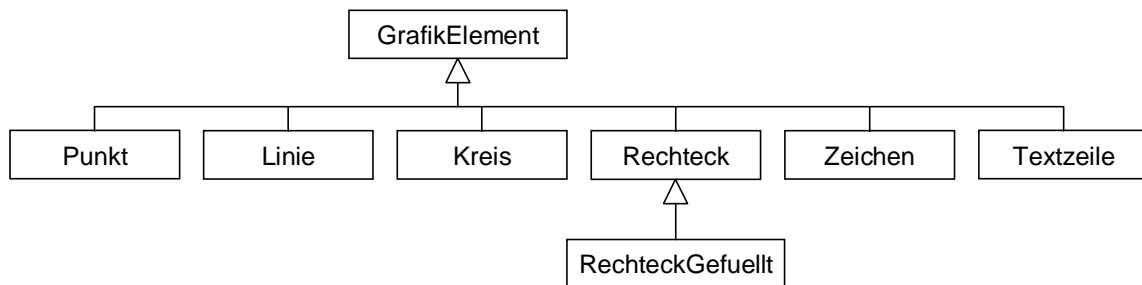 GrafikElement
Punkt
Linie
Kreis
Rechteck
Zeichen
Textzeile
RechteckGefuellt